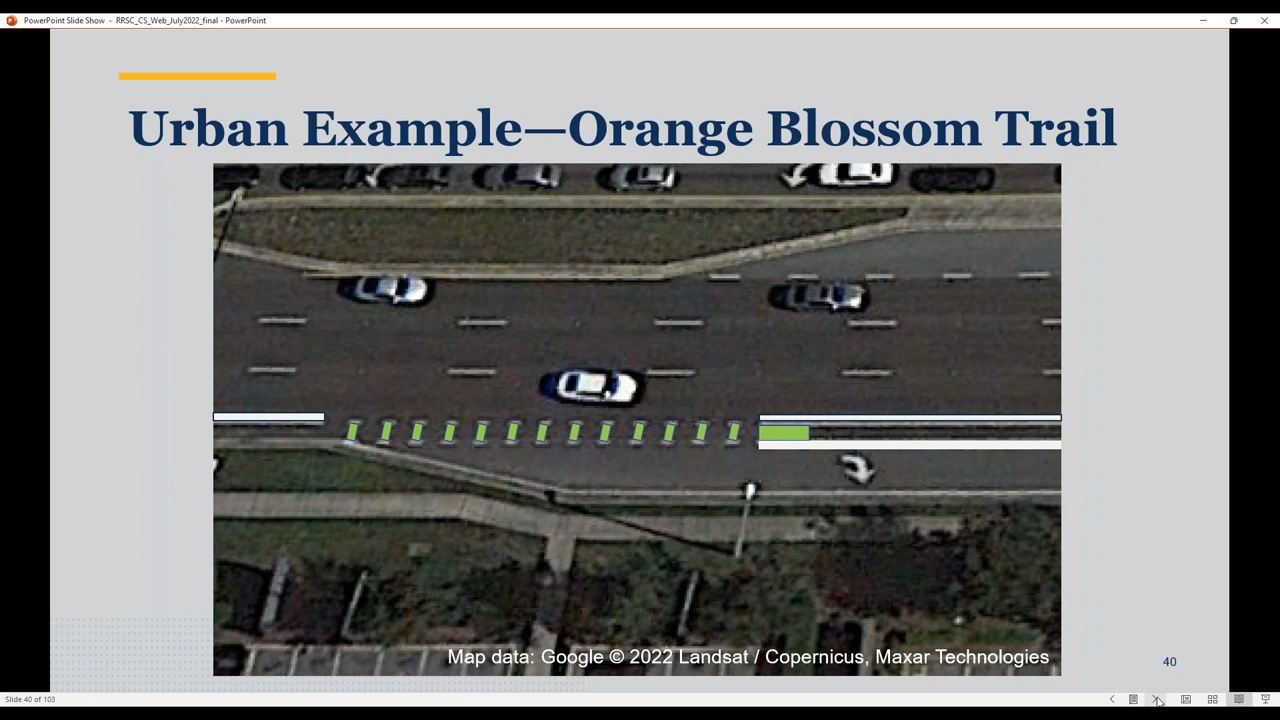 PowerPoint Slide Show - RRSC_CS_Web_July2022_final - PowerPoint
Urban Example—Orange Blossom Trail
Map data: Google © 2022 Landsat / Copernicus, Maxar Technologies
40
Slide 40 of 103